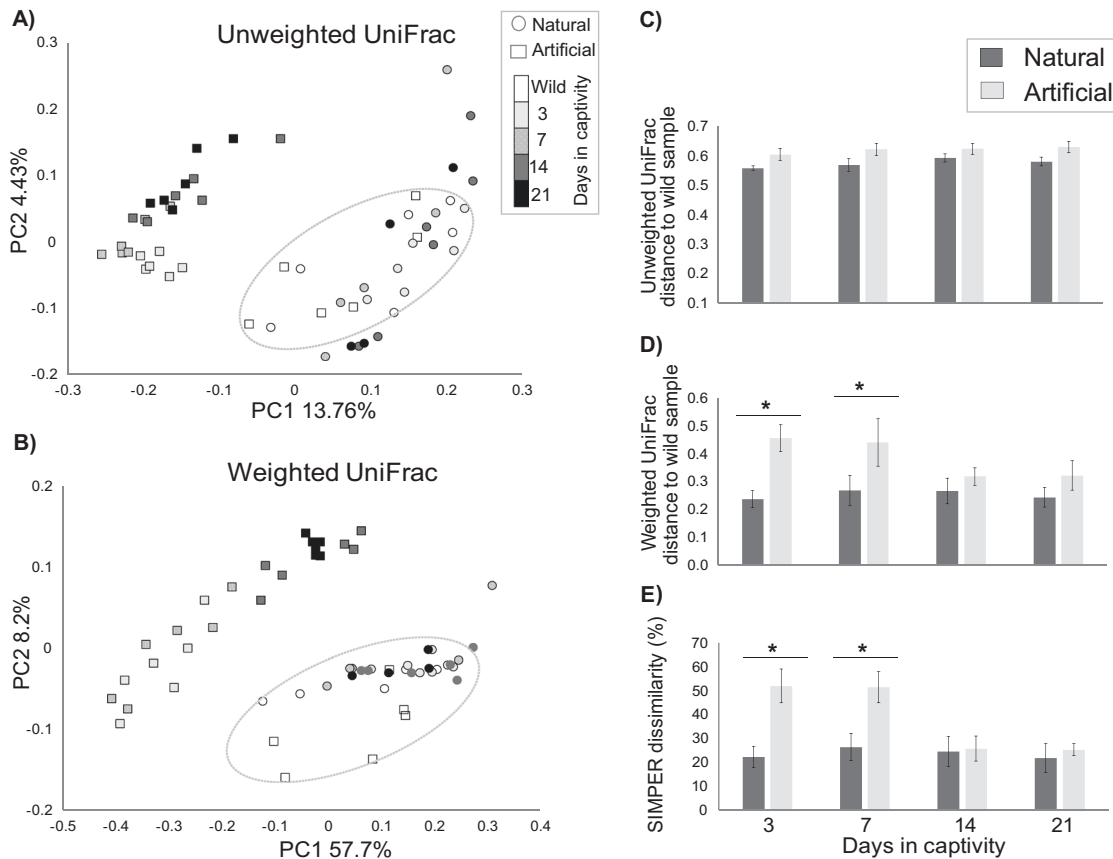 A)
Unweighted UniFrac
0.3
0.2
0.1
0
-0.1
-0.2
PC2 4.43%
-0.3
-0.2
-0.1
0
0.1
0.2
0.3
PC1 13.76%
Natural
Artificial
Wild
3
7
14
21
Days in captivity
B)
Weighted UniFrac
0.2
0.1
0
-0.1
-0.2
PC2 8.2%
-0.5
-0.4
-0.3
-0.2
-0.1
0
0.1
0.2
0.3
0.4
PC1 57.7%
C)
Natural
Artificial
Unweighted UniFrac
distance to wild sample
0.7
0.6
0.5
0.4
0.3
0.2
0.1
D)
Weighted UniFrac
distance to wild sample
0.6
0.5
0.4
0.3
0.2
0.1
0.0
*
*
E)
SIMPER dissimilarity (%)
70
60
50
40
30
20
10
0
*
*
3
7
14
21
Days in captivity